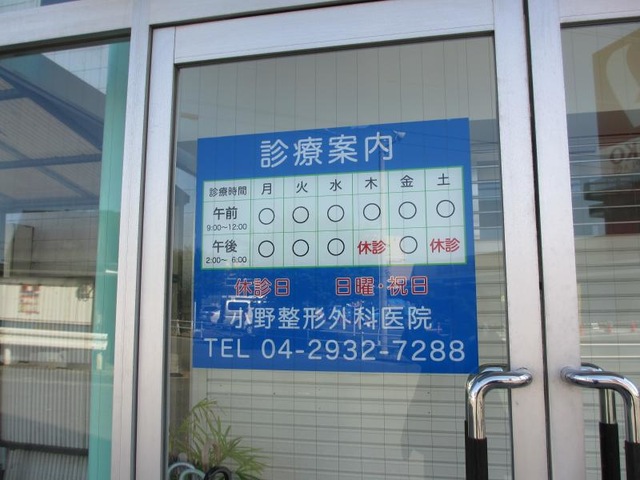 診療案内
診療時間 月 火 水 木 金 土
午前 9:00～12:00 ○ ○ ○ ○ ○ ○
午後 2:00～ 6:00 ○ ○ ○ 休診 ○ 休診
休診日 日曜・祝日
小野整形外科医院
TEL 04-2932-7288